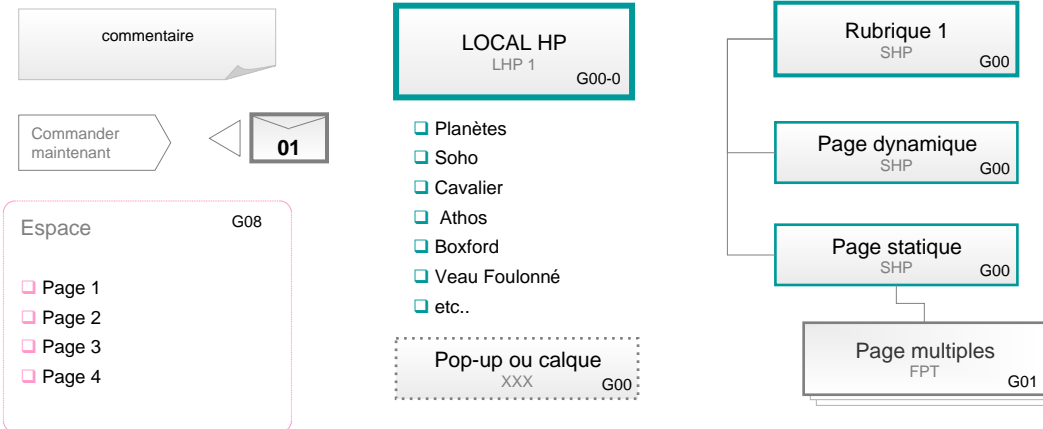 commentaire
Commander
maintenant
01
Espace
G08
Page 1
Page 2
Page 3
Page 4
LOCAL HP
LHP 1
G00-0
Planètes
Soho
Cavalier
Athos
Boxford
Veau Foulonné
etc..
Pop-up ou calque
XXX
G00
Rubrique 1
SHP
G00
Page dynamique
SHP
G00
Page statique
SHP
G00
Page multiples
FPT
G01